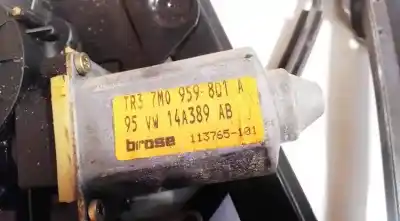 TR3 7M0 959-801 A
95 VW 14A389 AB
brose 113765-101